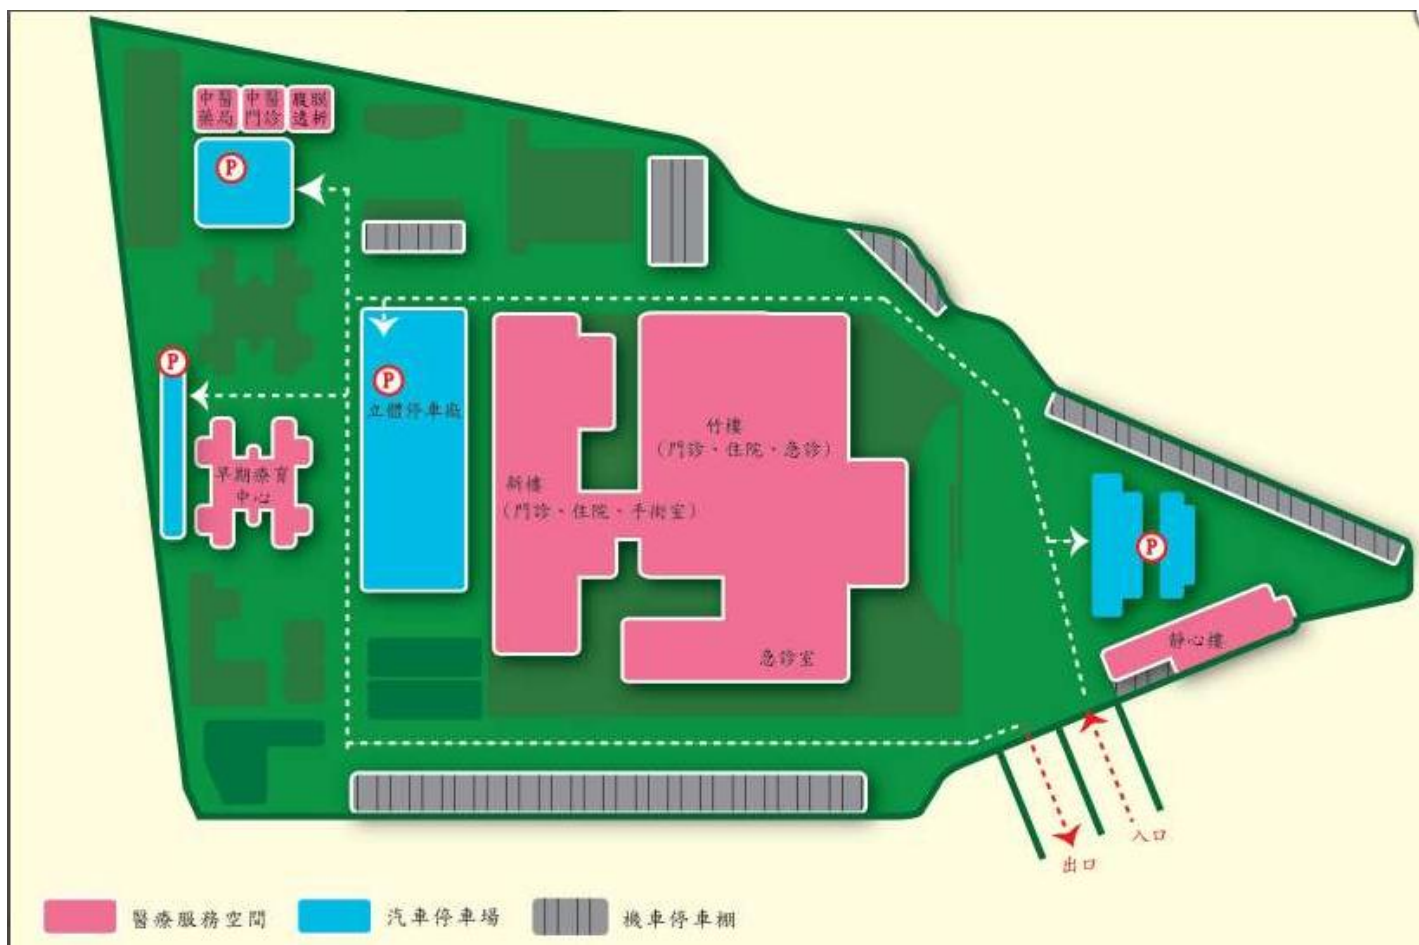 中醫
藥局
中醫
門診
腹膜
透析
P
P
P
立體停車廠
竹樓
(門診、住院、急診)
早期療育
中心
新樓
(門診、住院、手術室)
P
靜心樓
急診室
入口
出口
醫療服務空間
汽車停車場
機車停車棚